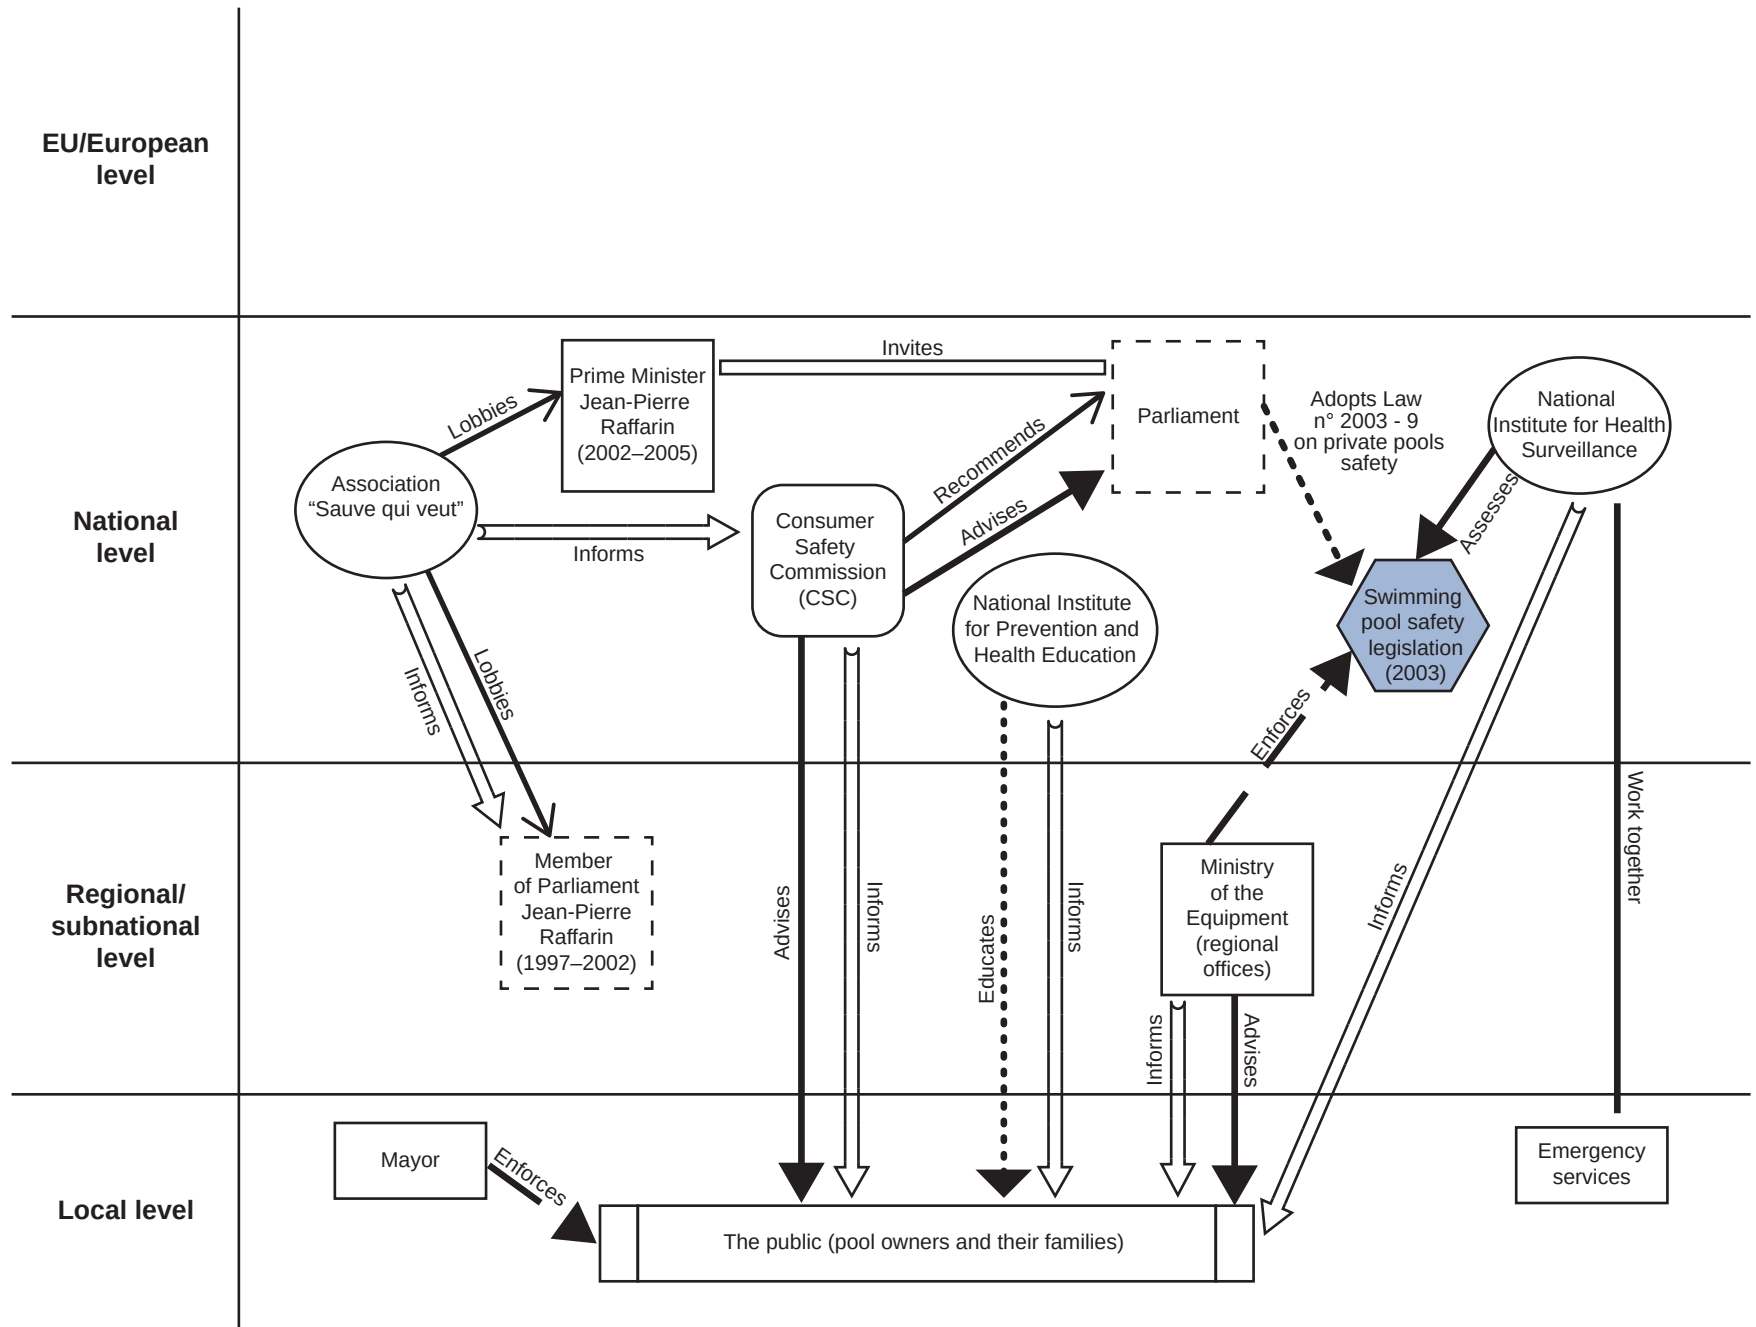 EU/European
level
National
level
Regional/
subnational
level
Local level
Invites
Prime Minister
Jean-Pierre
Raffarin
(2002–2005)
Lobbies
Association
“Sauve qui veut”
Informs
Lobbies
Informs
Consumer
Safety
Commission
(CSC)
Recommends
Advises
Parliament
Adopts Law
n° 2003 - 9
on private pools
safety
National
Institute for Health
Surveillance
Assesses
National Institute
for Prevention and
Health Education
Swimming
pool safety
legislation
(2003)
Enforces
Member
of Parliament
Jean-Pierre
Raffarin
(1997–2002)
Advises
Informs
Educates
Informs
Ministry
of the
Equipment
(regional
offices)
Informs
Advises
Informs
Work together
Mayor
Enforces
The public (pool owners and their families)
Emergency
services